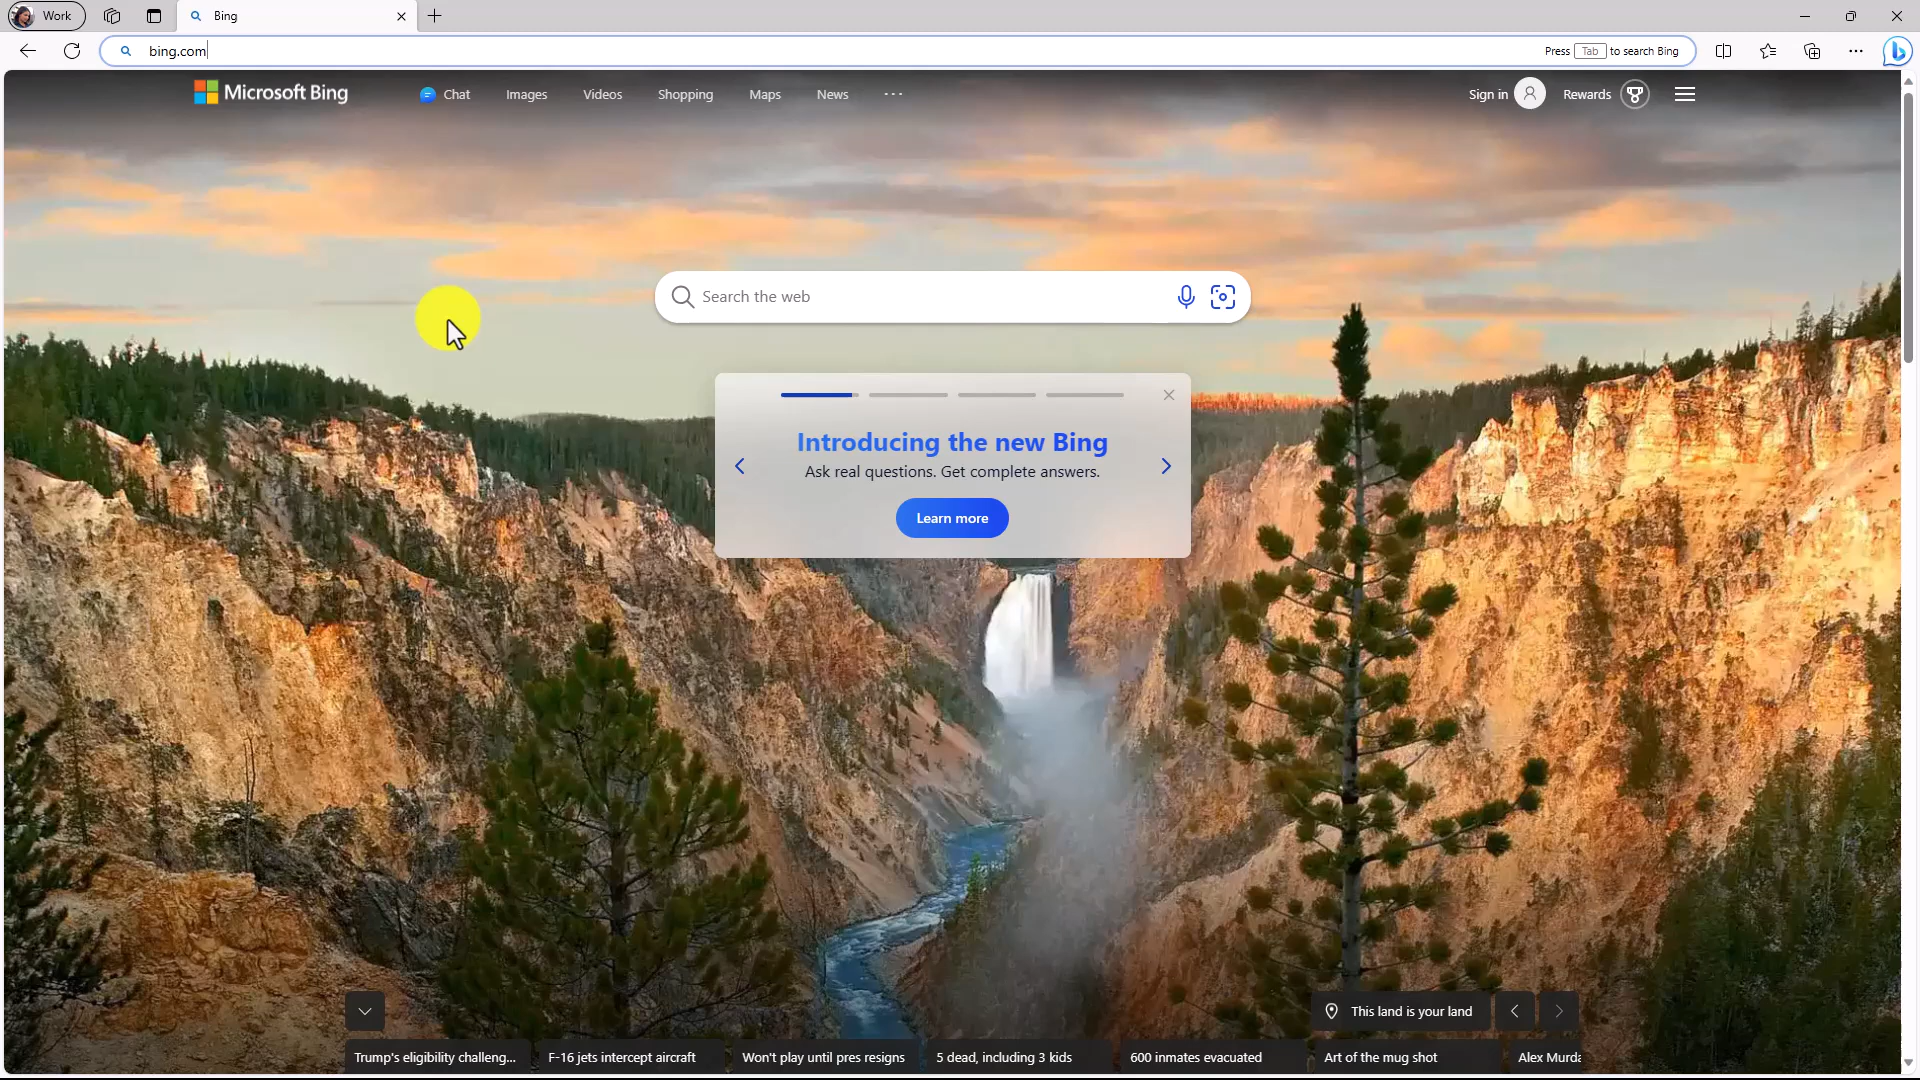 Work
Bing
bing.com
Press Tab to search Bing
Microsoft Bing
Chat
Images
Videos
Shopping
Maps
News
Sign in
Rewards
Search the web
Introducing the new Bing
Ask real questions. Get complete answers.
Learn more
This land is your land
Trump's eligibility challeng...
F-16 jets intercept aircraft
Won't play until pres resigns
5 dead, including 3 kids
600 inmates evacuated
Art of the mug shot
Alex Murda